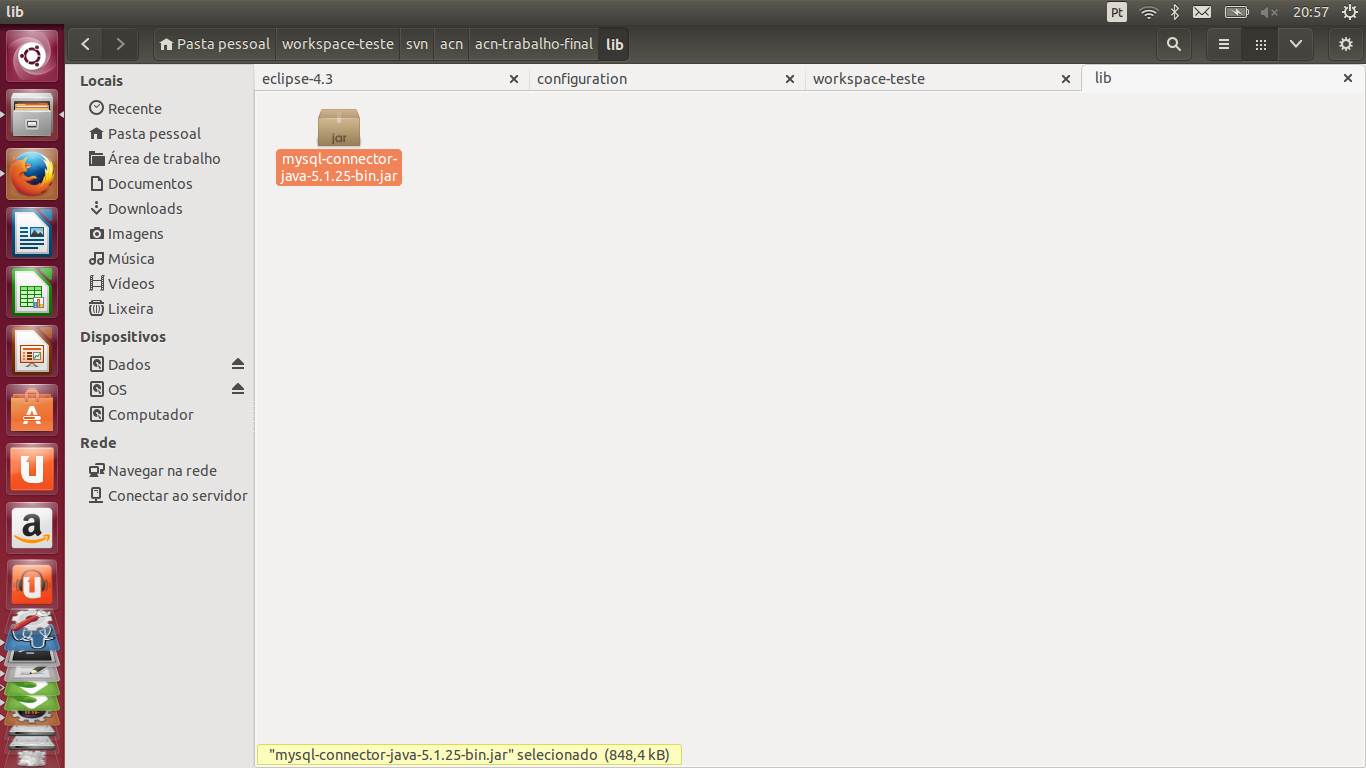 lib
Pt
20:57
Pasta pessoal
workspace-teste
svn
acn
acn-trabalho-final
lib
Locais
Recente
Pasta pessoal
Área de trabalho
Documentos
Downloads
Imagens
Música
Vídeos
Lixeira
Dispositivos
Dados
OS
Computador
Rede
Navegar na rede
Conectar ao servidor
eclipse-4.3
configuration
workspace-teste
lib
jar
mysql-connector-
java-5.1.25-bin.jar
"mysql-connector-java-5.1.25-bin.jar" selecionado (848,4 kB)